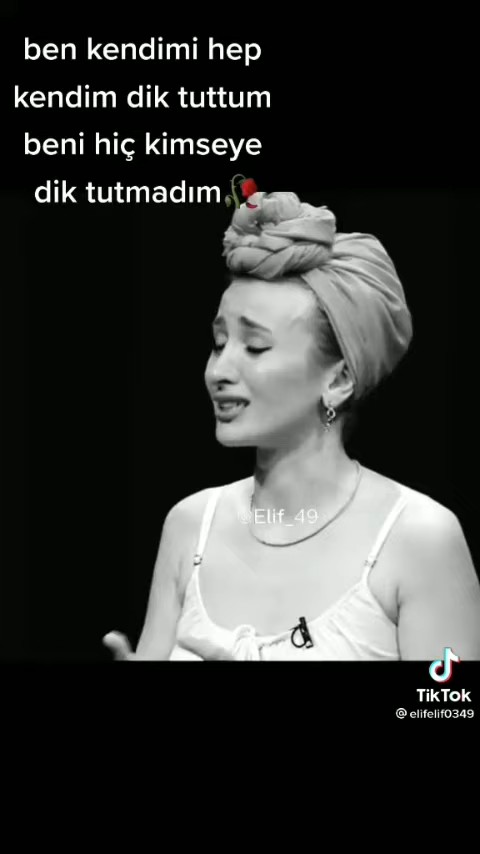 ben kendimi hep
kendim dik tuttum
beni hiç kimseye
dik tutmadım🥀
@Elif_49
TikTok
@elifelif0349